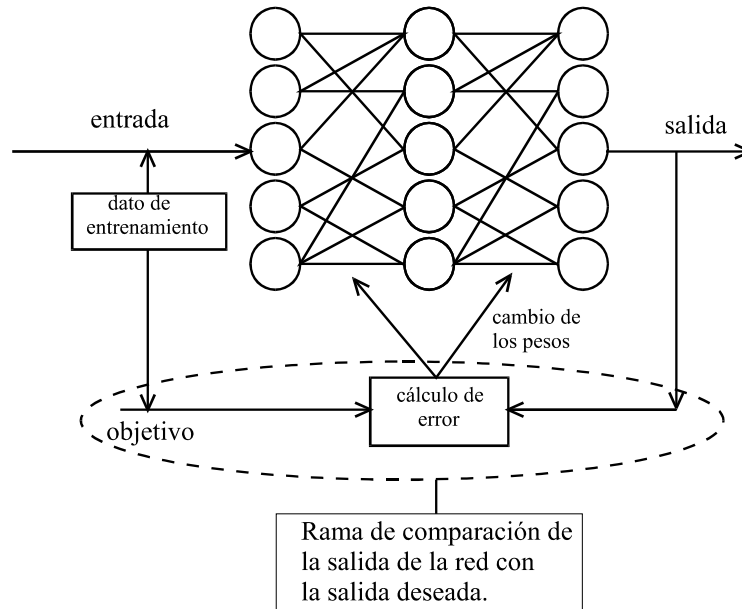 entrada
salida
dato de
entrenamiento
cambio de
los pesos
cálculo de
error
objetivo
Rama de comparación de
la salida de la red con
la salida deseada.